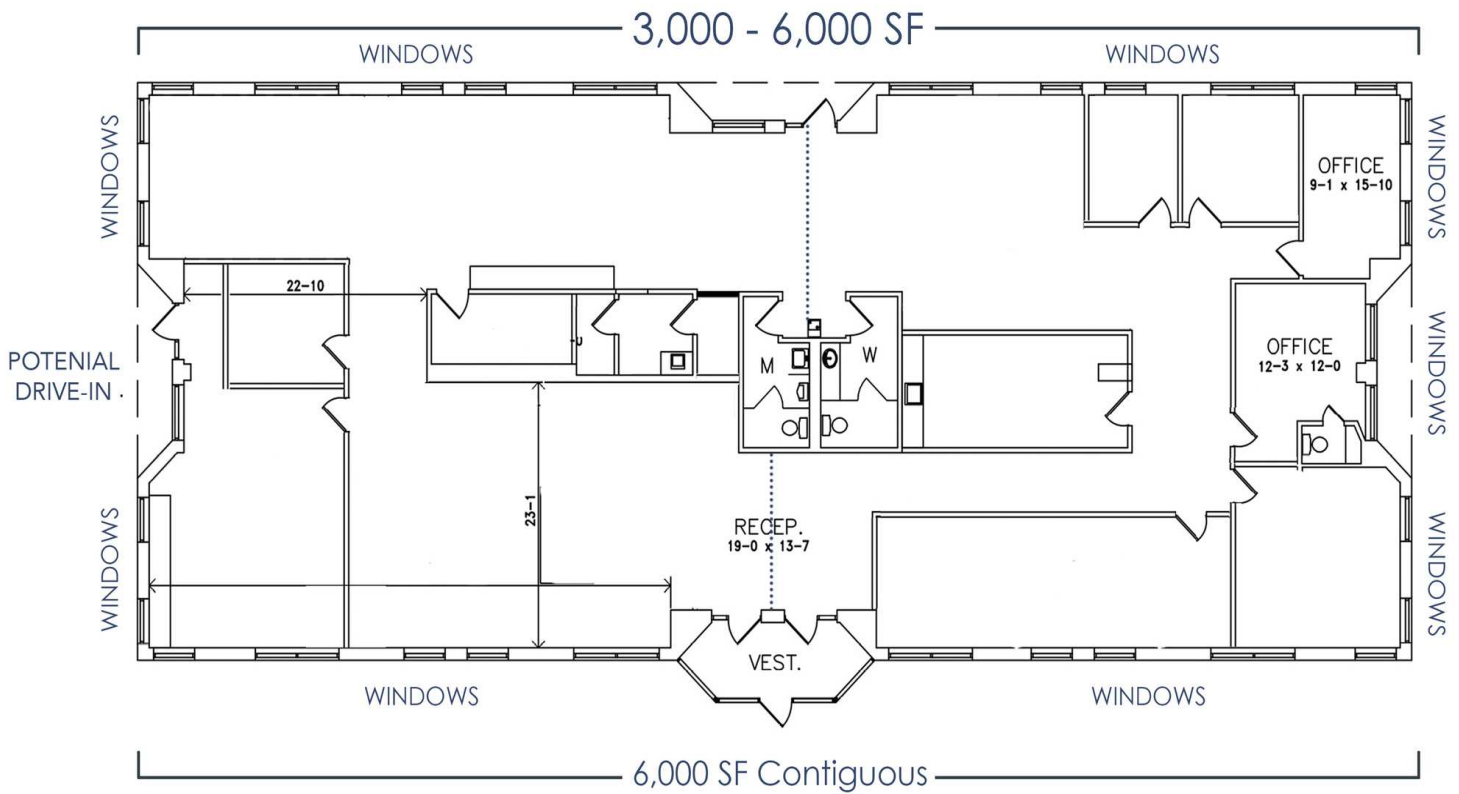 3,000 - 6,000 SF
WINDOWS
WINDOWS
WINDOWS
WINDOWS
OFFICE
9-1 x 15-10
22-10
POTENIAL
DRIVE-IN .
M
W
OFFICE
12-3 x 12-0
WINDOWS
23-1
RECEP.
19-0 x 13-7
WINDOWS
WINDOWS
VEST.
WINDOWS
WINDOWS
6,000 SF Contiguous